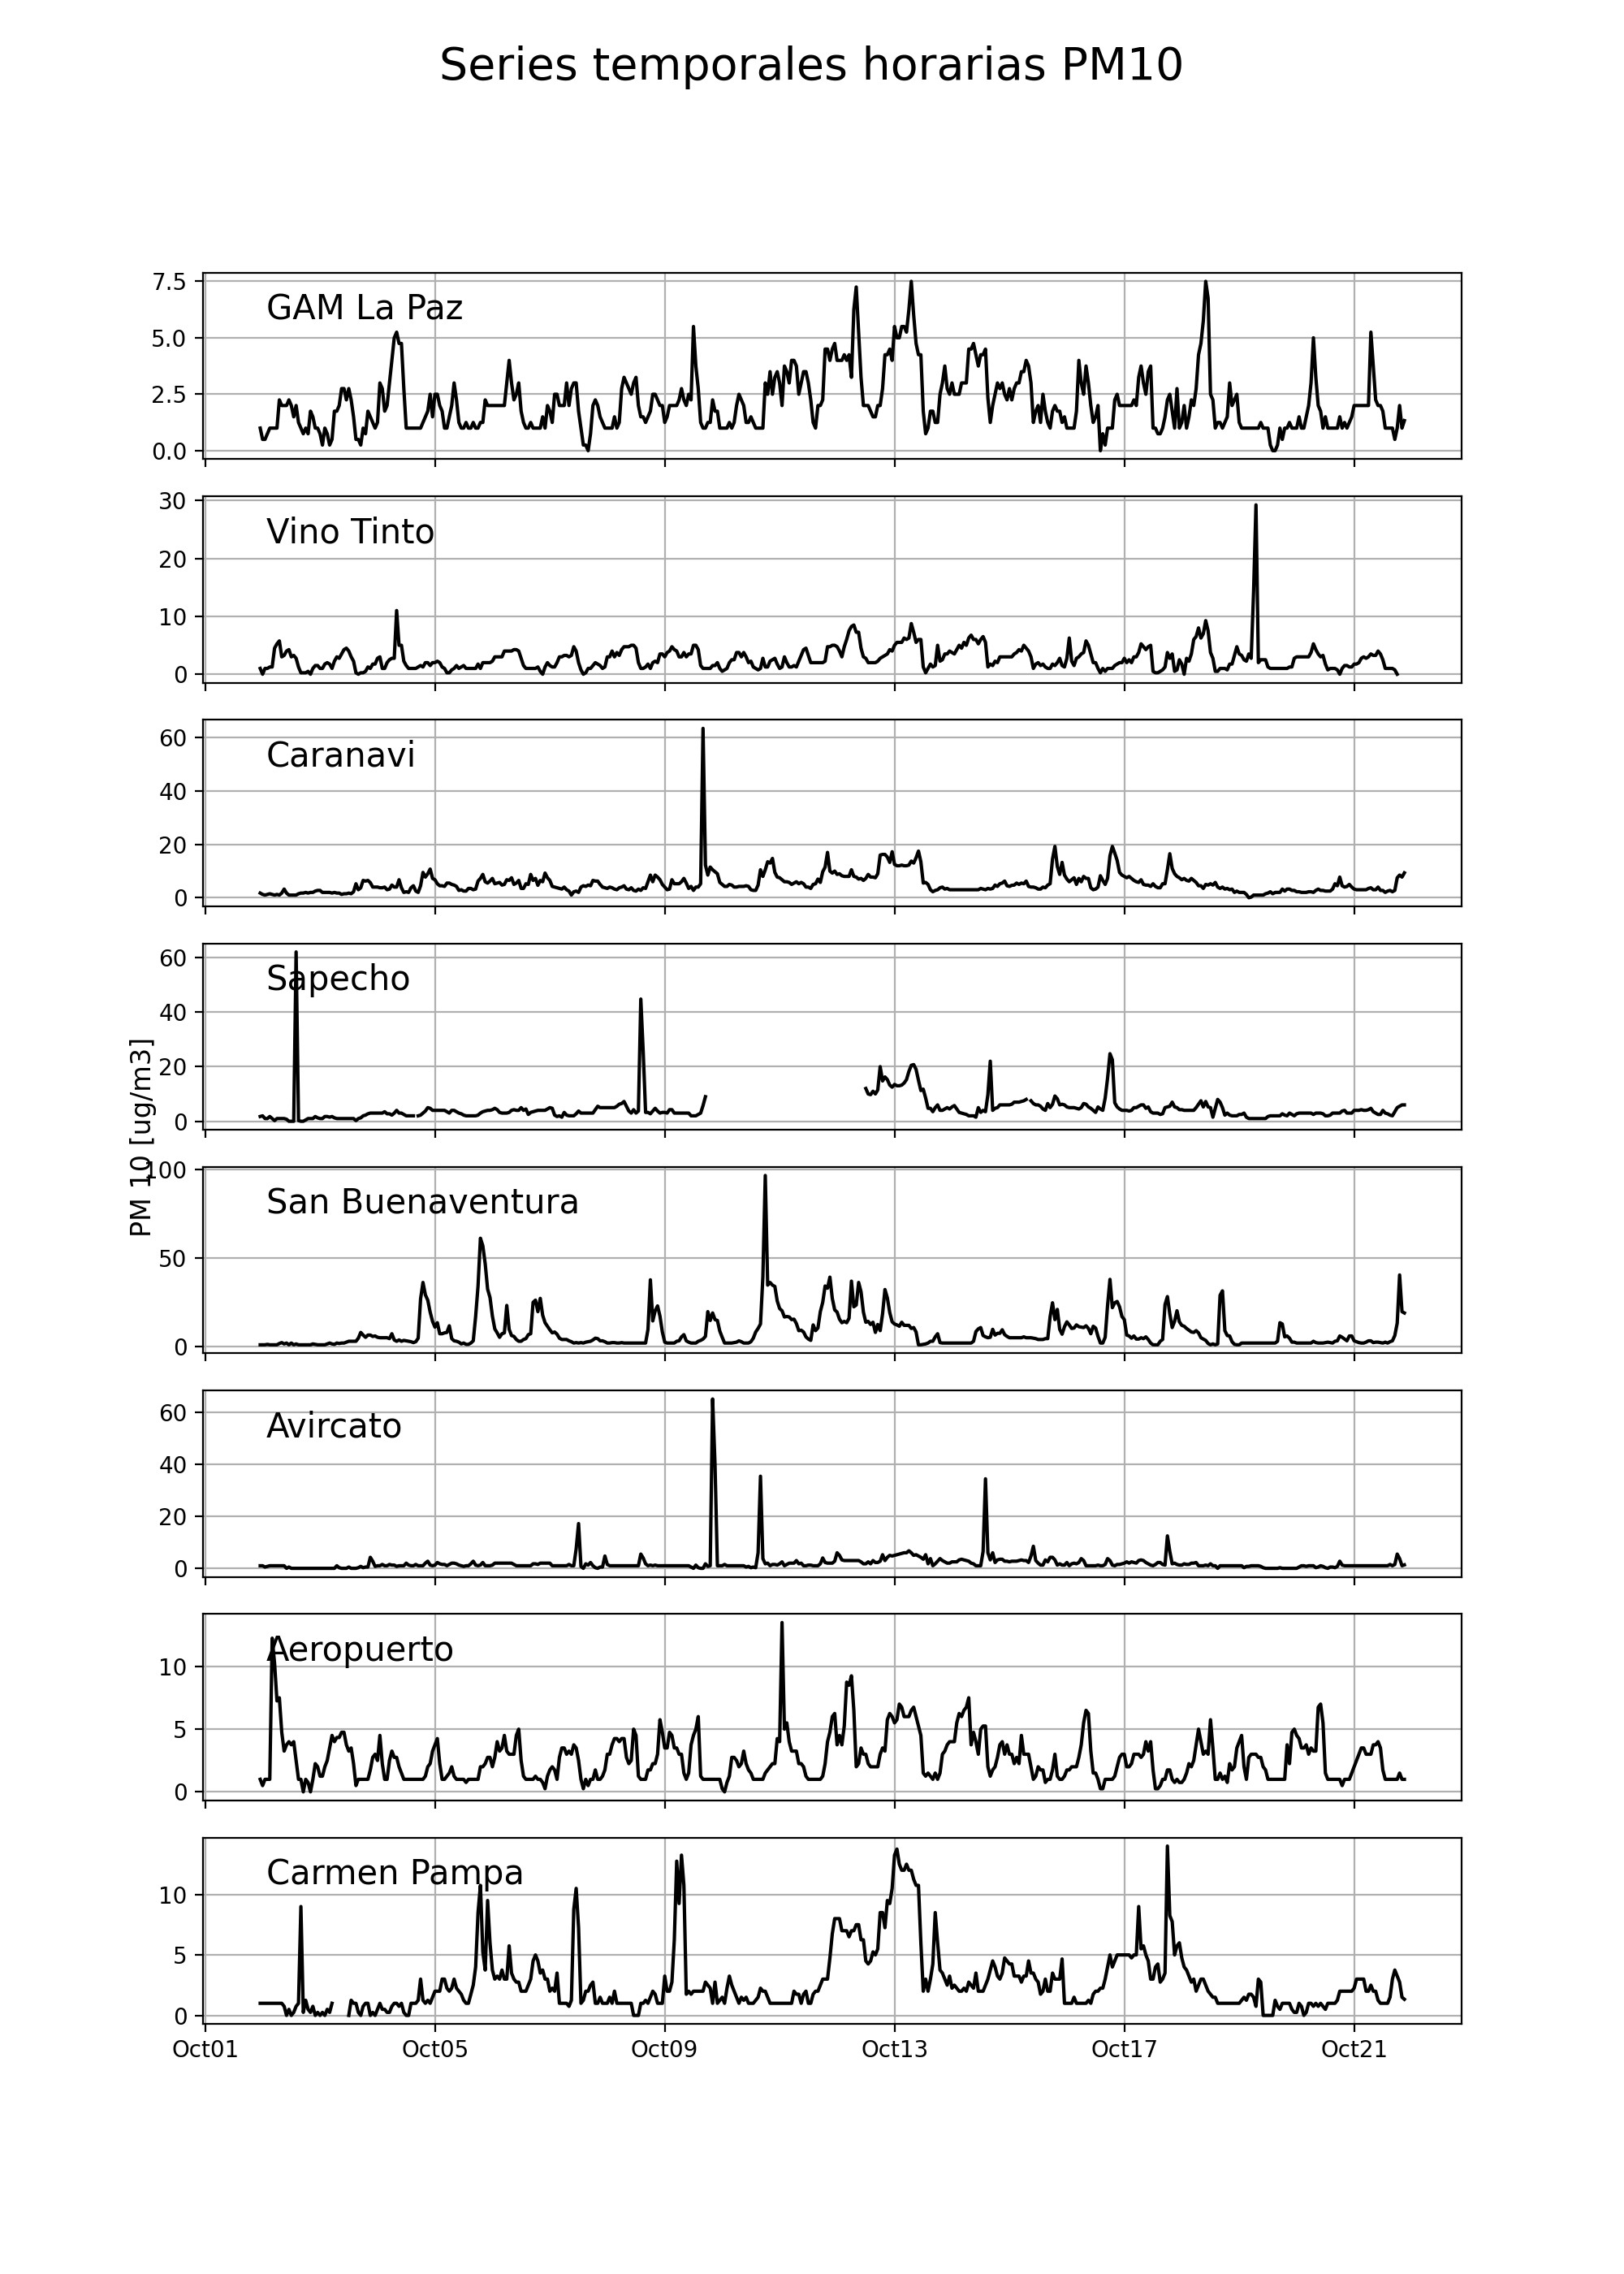 Series temporales horarias PM10
7.5
GAM La Paz
5.0
2.5
0.0
30
Vino Tinto
20
10
0
60
Caranavi
40
20
0
60
Sapecho
40
20
0
PM 10 [ug/m3]
100
San Buenaventura
50
0
60
Avircato
40
20
0
Aeropuerto
10
5
0
Carmen Pampa
10
5
0
Oct01 Oct05 Oct09 Oct13 Oct17 Oct21